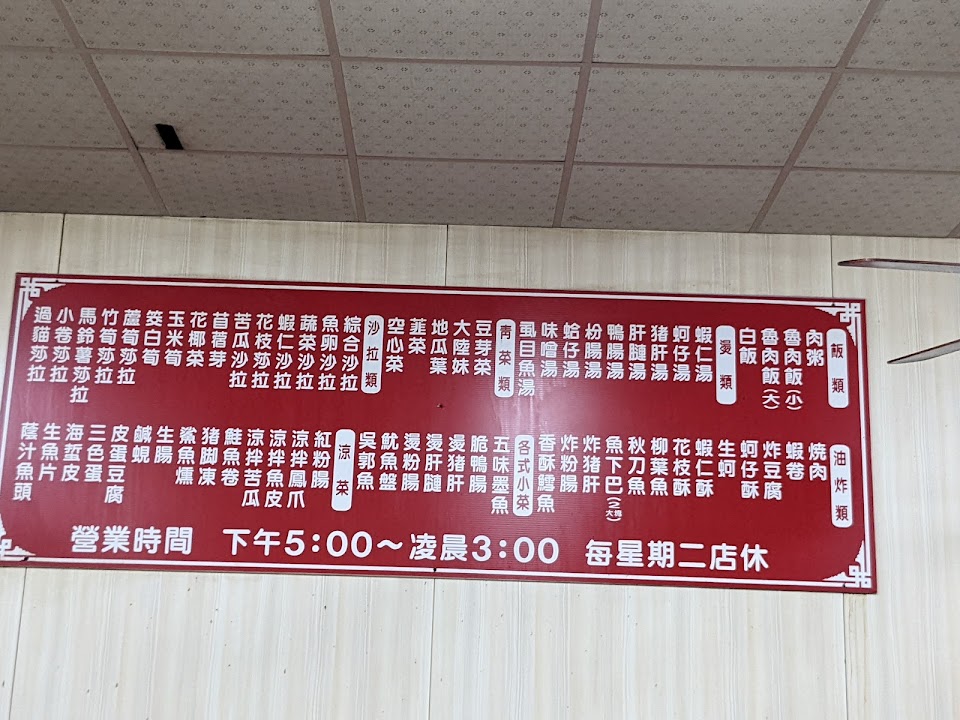 飯類
肉粥
魯肉飯(小)
魯肉飯(大)
白飯
燙類
蝦仁湯
蚵仔湯
豬肝湯
肝腱湯
鴨腸湯
粉腸湯
蛤仔湯
味噌湯
虱目魚湯
青菜類
豆芽菜
大陸妹
地瓜葉
韮菜
空心菜
沙拉類
綜合沙拉
魚卵沙拉
蔬菜沙拉
蝦仁沙拉
花枝莎拉
苦瓜沙拉
苜蓿芽
花椰菜
玉米筍
筊白筍
蘆筍莎拉
竹筍莎拉
馬鈴薯莎拉
小卷莎拉
過貓莎拉
油炸類
燒肉
蝦卷
炸豆腐
蚵仔酥
生蚵
蝦仁酥
花枝酥
柳葉魚
秋刀魚
魚下巴(2塊大)
炸豬肝
炸粉腸
香酥鱈魚
各式小菜
五味墨魚
脆鴨腸
燙豬肝
燙肝腱
燙粉腸
魷魚盤
吳郭魚
涼菜
紅粉腸
涼拌鳳爪
涼拌魚皮
涼拌苦瓜
鮭魚卷
豬脚凍
鯊魚燻
生腸
鹹蜆
皮蛋豆腐
三色蛋
海蜇皮
生魚片
蔭汁魚頭
營業時間 下午5:00~凌晨3:00 每星期二店休